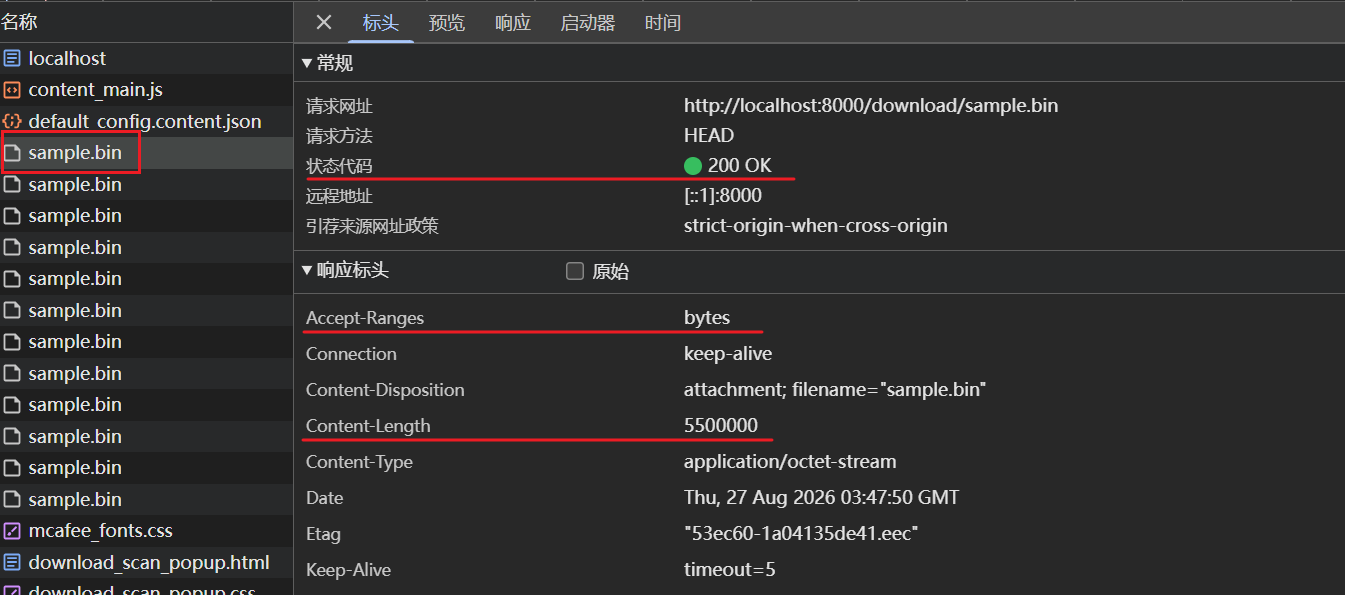 名称
localhost
content_main.js
default_config.content.json
sample.bin
sample.bin
sample.bin
sample.bin
sample.bin
sample.bin
sample.bin
sample.bin
sample.bin
sample.bin
sample.bin
sample.bin
mcafee_fonts.css
download_scan_popup.html
download_scan_popup.css
标头 预览 响应 启动器 时间
常规
请求网址 http://localhost:8000/download/sample.bin
请求方法 HEAD
状态代码 200 OK
远程地址 [::1]:8000
引荐来源网址政策 strict-origin-when-cross-origin
响应标头 原始
Accept-Ranges bytes
Connection keep-alive
Content-Disposition attachment; filename="sample.bin"
Content-Length 5500000
Content-Type application/octet-stream
Date Thu, 27 Aug 2026 03:47:50 GMT
Etag "53ec60-1a04135de41.eec"
Keep-Alive timeout=5